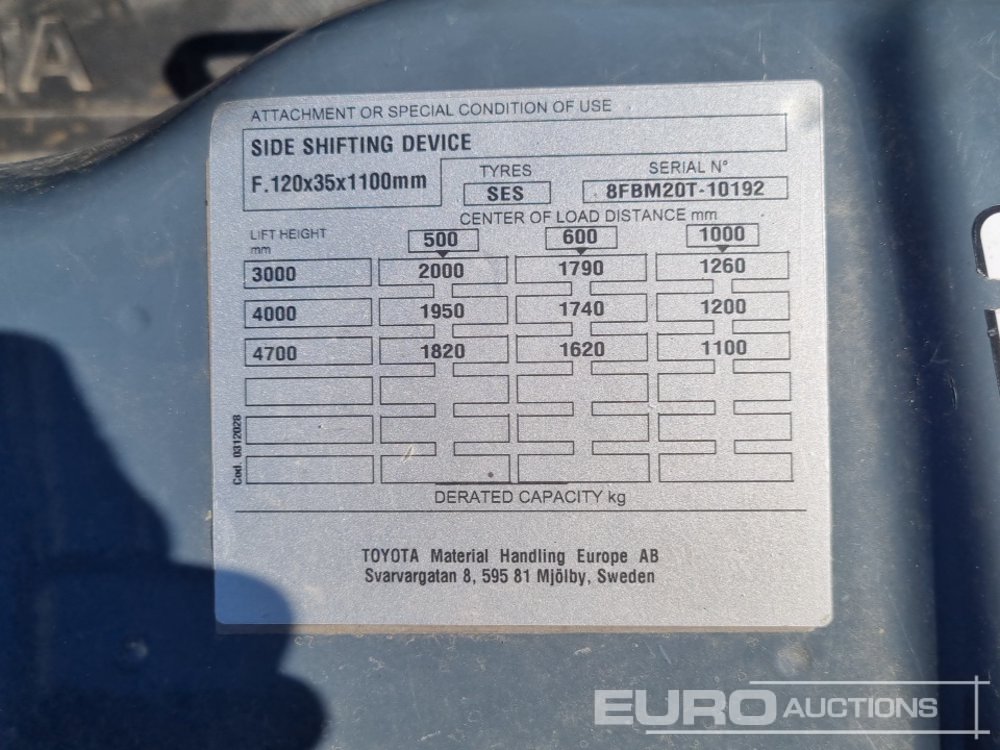 ATTACHMENT OR SPECIAL CONDITION OF USE
SIDE SHIFTING DEVICE
F.120x35x1100mm
TYRES
SES
SERIAL N°
8FBM20T-10192
CENTER OF LOAD DISTANCE mm
LIFT HEIGHT
mm
500 600 1000
3000 2000 1790 1260
4000 1950 1740 1200
4700 1820 1620 1100
Cod. 0312028
DERATED CAPACITY kg
TOYOTA Material Handling Europe AB
Svarvargatan 8, 595 81 Mjölby, Sweden
EURO AUCTIONS